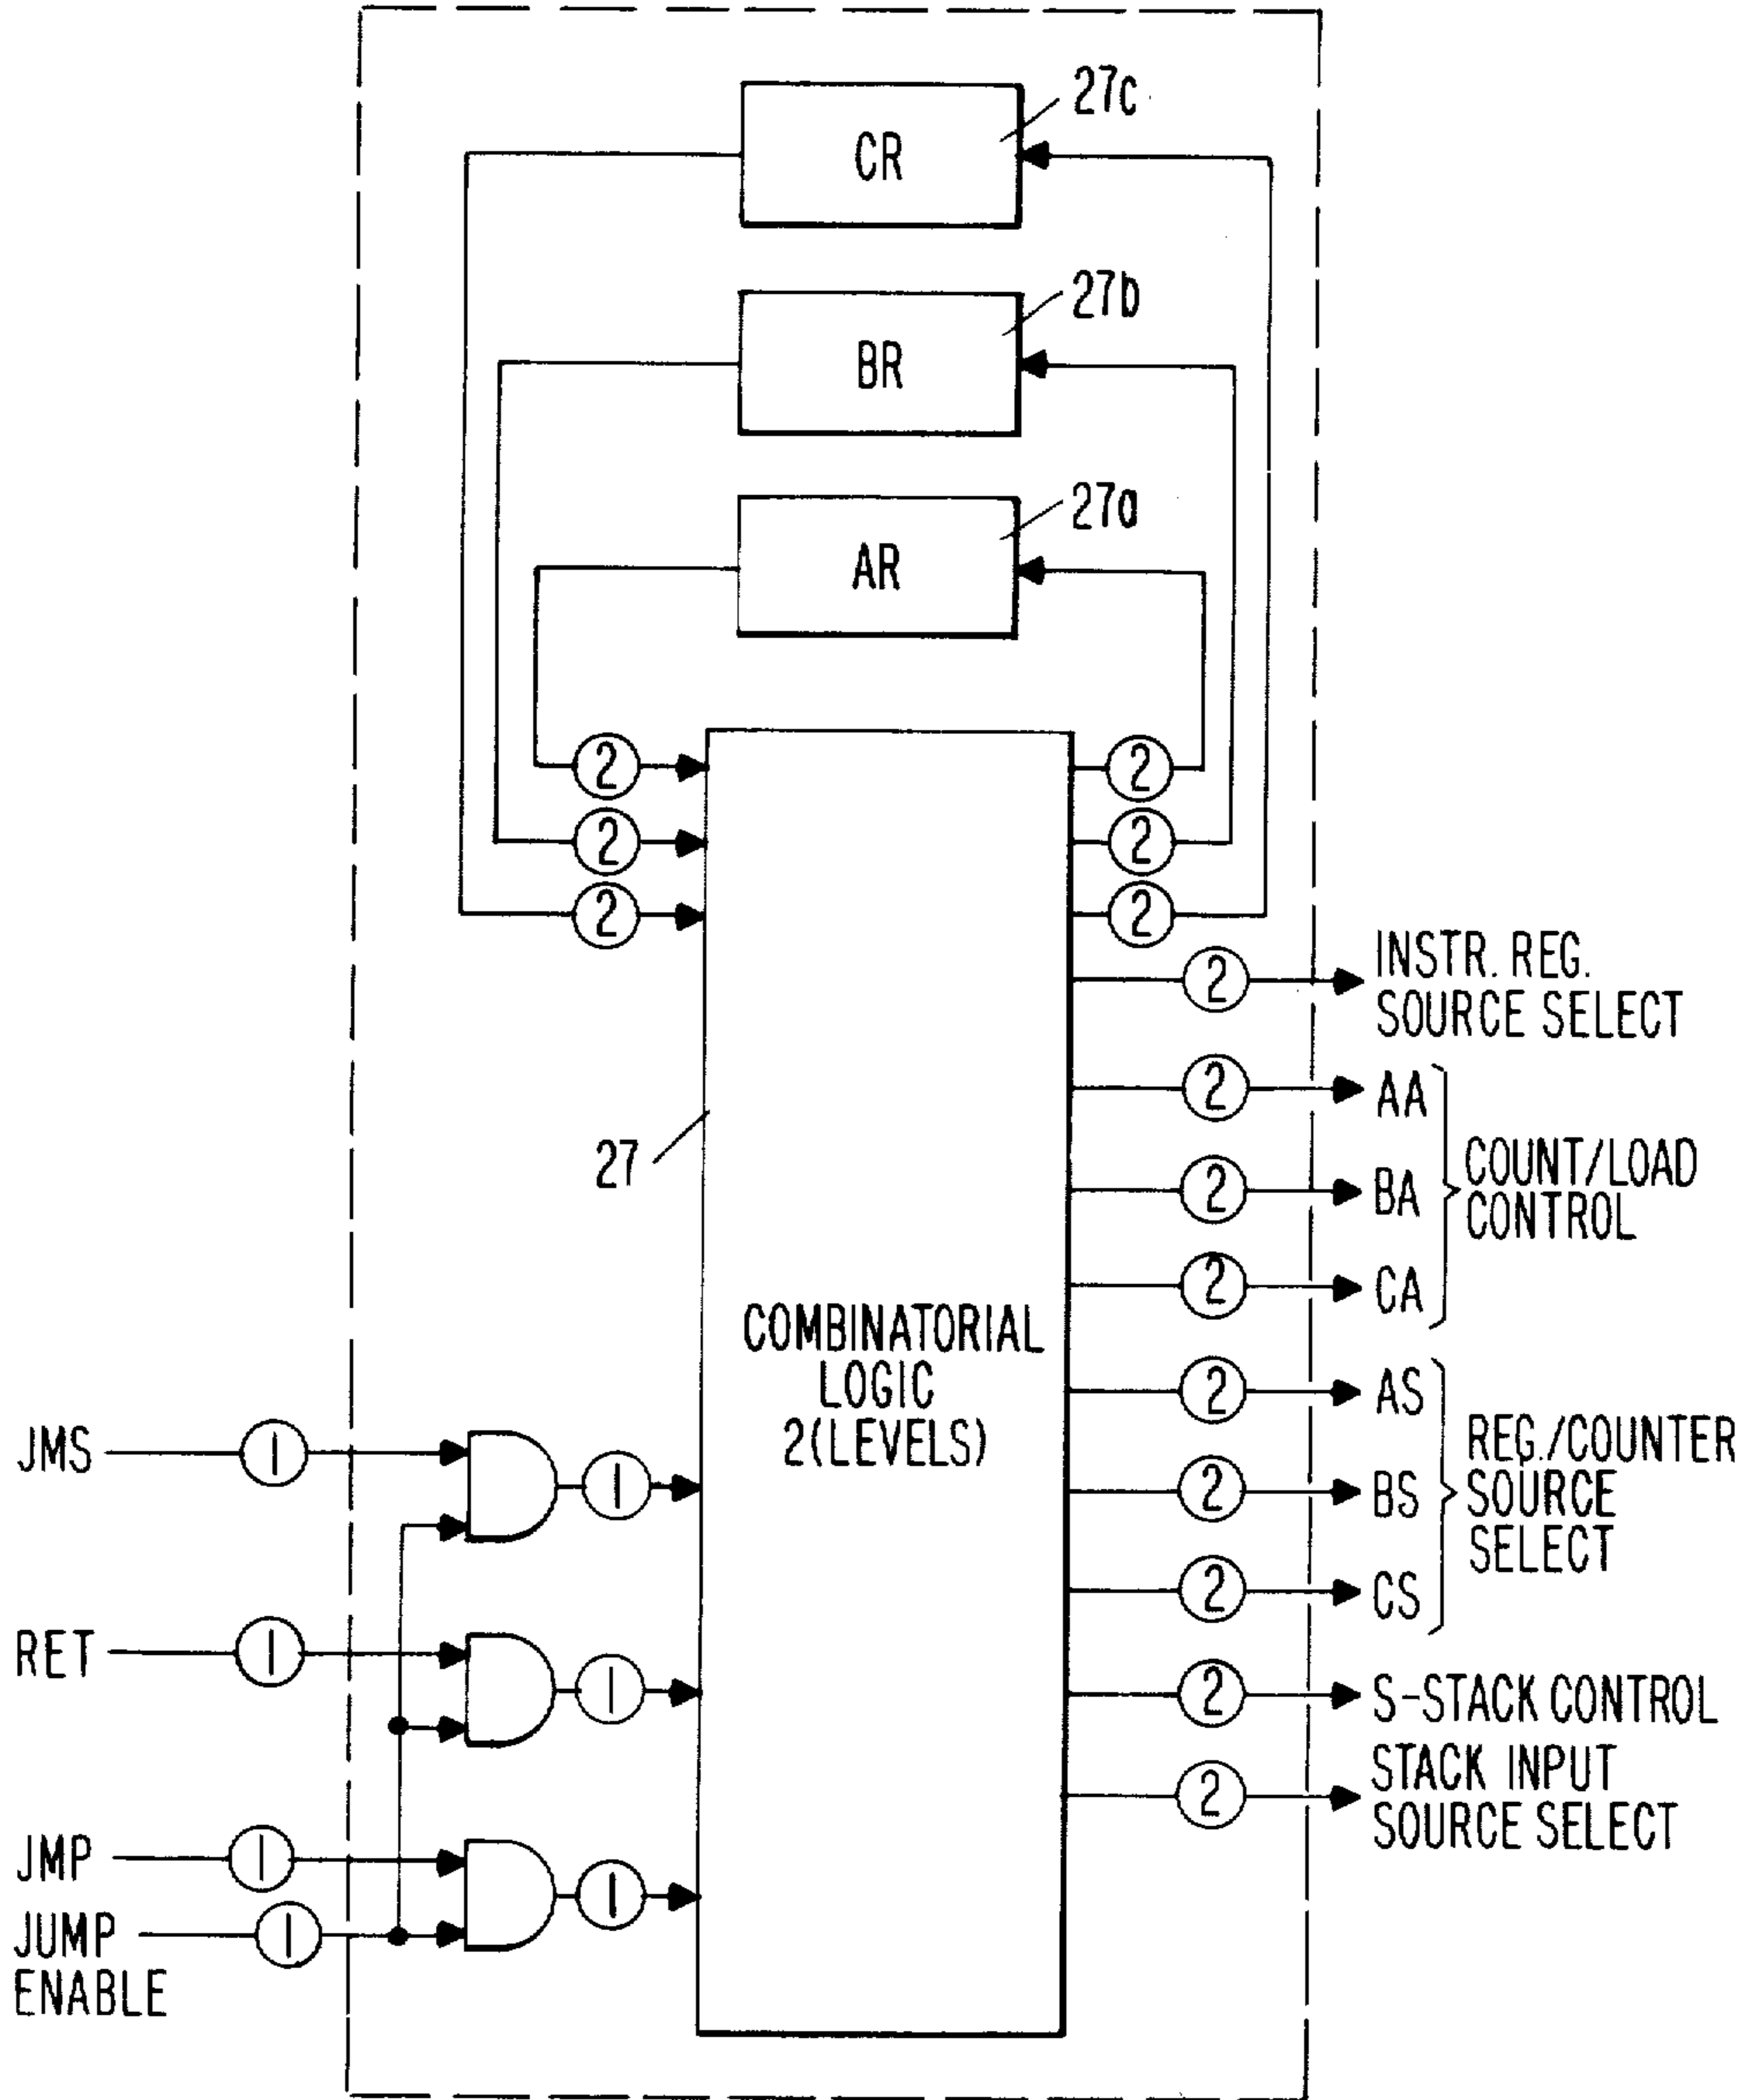 27c
CR
27b
BR
27a
AR
2 2
2 2
2 2
2 INSTR. REG.
SOURCE SELECT
2 AA
27
2 BA
COUNT/LOAD
CONTROL
2 CA
COMBINATORIAL
LOGIC
2(LEVELS)
2 AS
JMS 1 1
2 BS
REG./COUNTER
SOURCE
SELECT
2 CS
RET 1 1
2 S-STACK CONTROL
2 STACK INPUT
SOURCE SELECT
JMP 1 1
JUMP 1
ENABLE